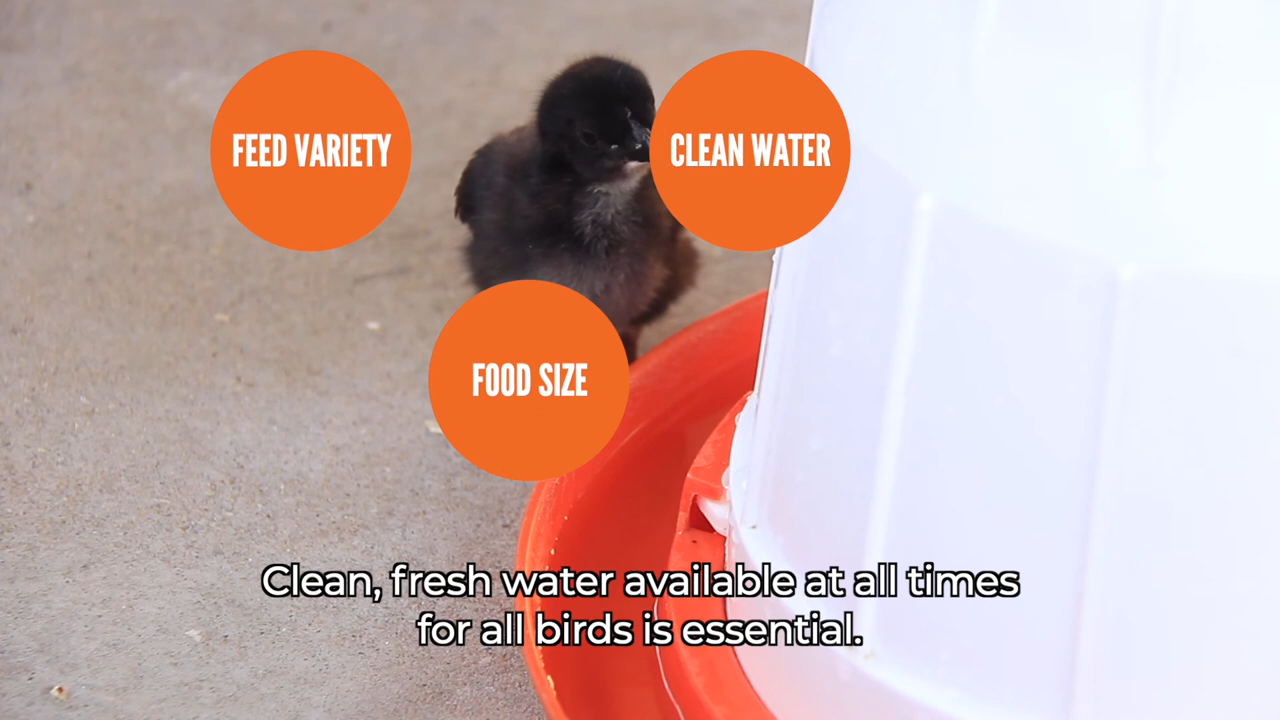 FEED VARIETY
CLEAN WATER
FOOD SIZE
Clean, fresh water available at all times
for all birds is essential.